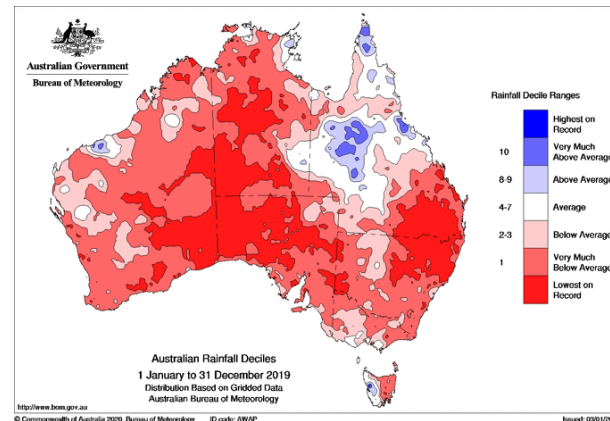 Australian Government
Bureau of Meteorology
Rainfall Decile Ranges
Highest on
Record
10
Very Much
Above Average
8-9
Above Average
4-7
Average
2-3
Below Average
1
Very Much
Below Average
Lowest on
Record
Australian Rainfall Deciles
1 January to 31 December 2019
Distribution Based on Gridded Data
Australian Bureau of Meteorology
http://www.bom.gov.au
© Commonwealth of Australia 2020, Bureau of Meteorology
ID code: AWAP
Issued: 03/01/20